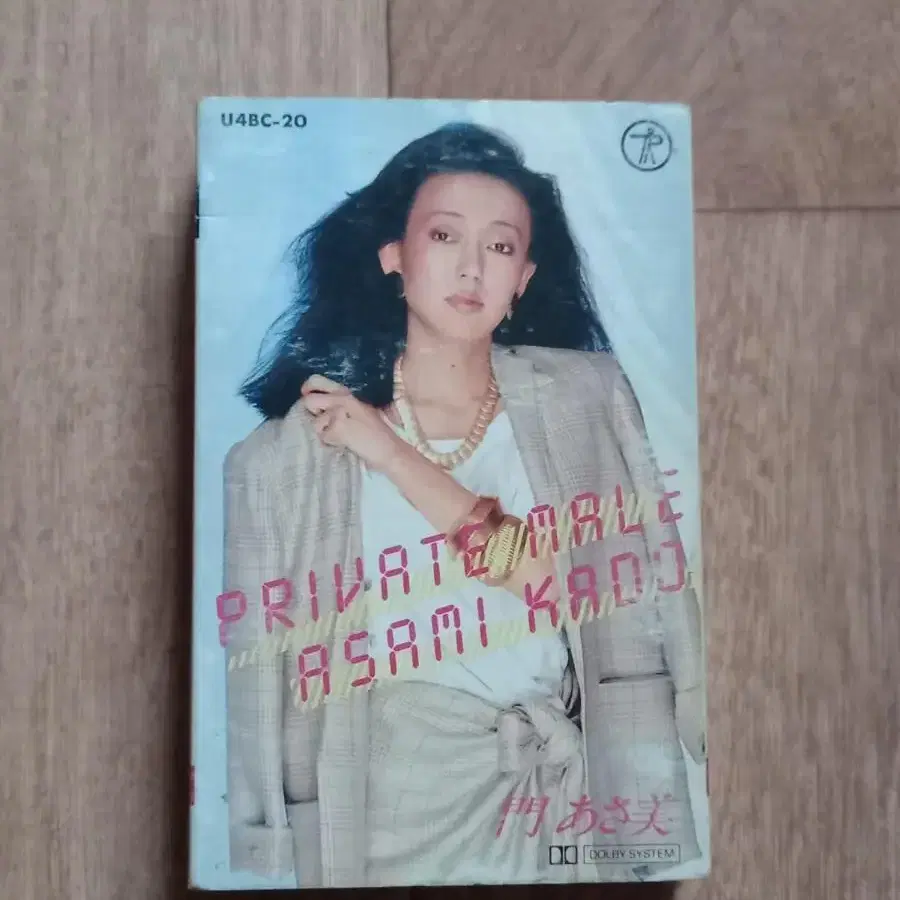 U4BC-20
PRIVATE MALE
ASAMI KADO
門 あさ美
DOLBY SYSTEM